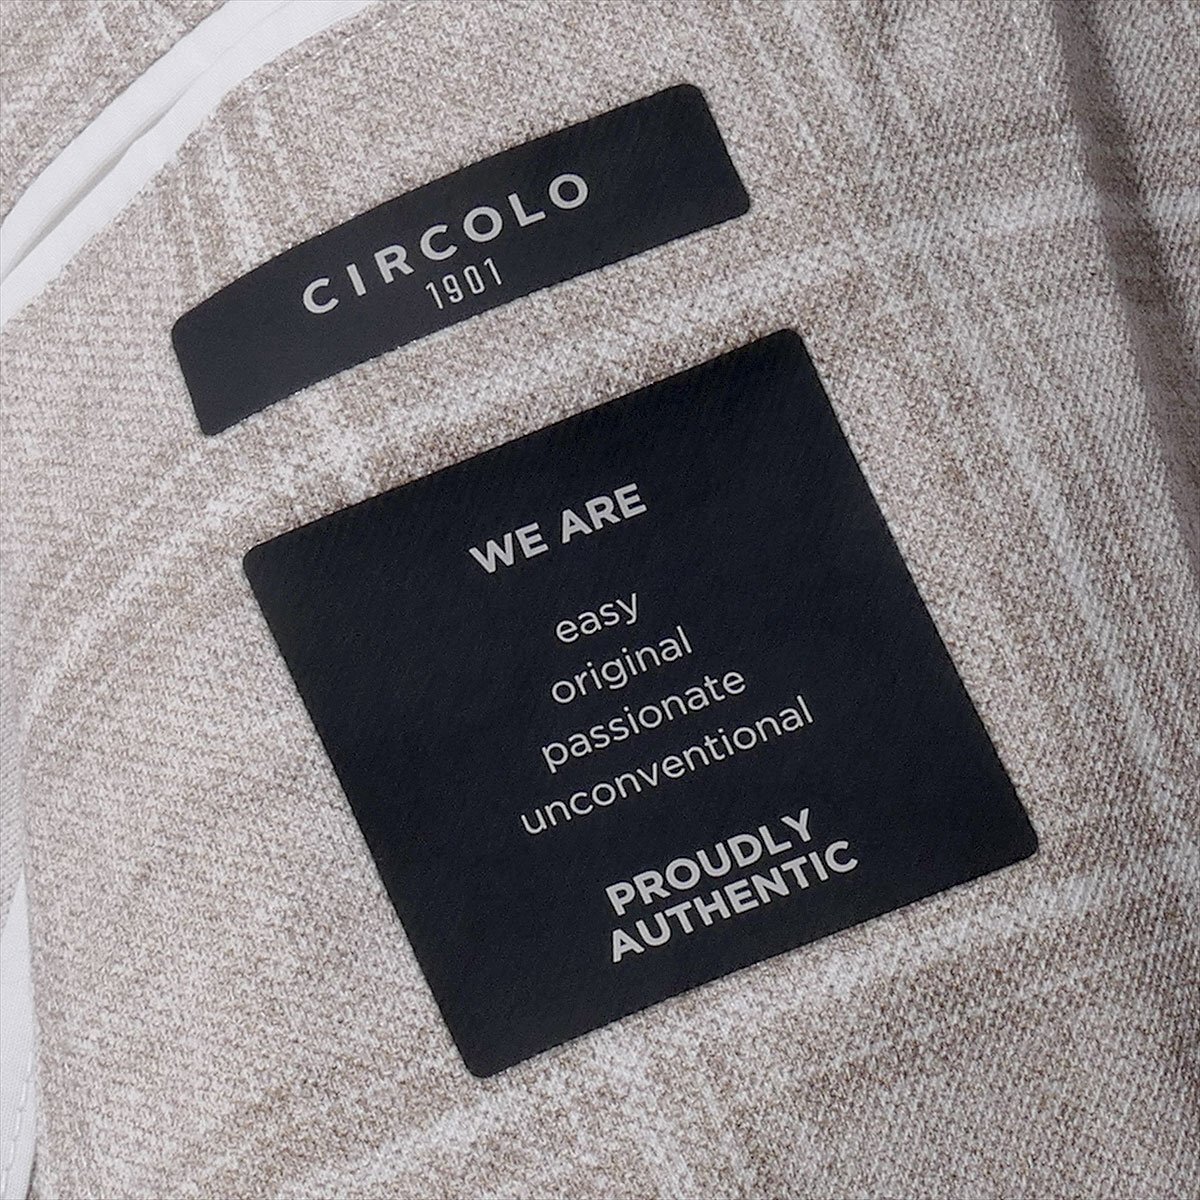 CIRCOLO
1901
WE ARE
easy
original
passionate
unconventional
PROUDLY
AUTHENTIC